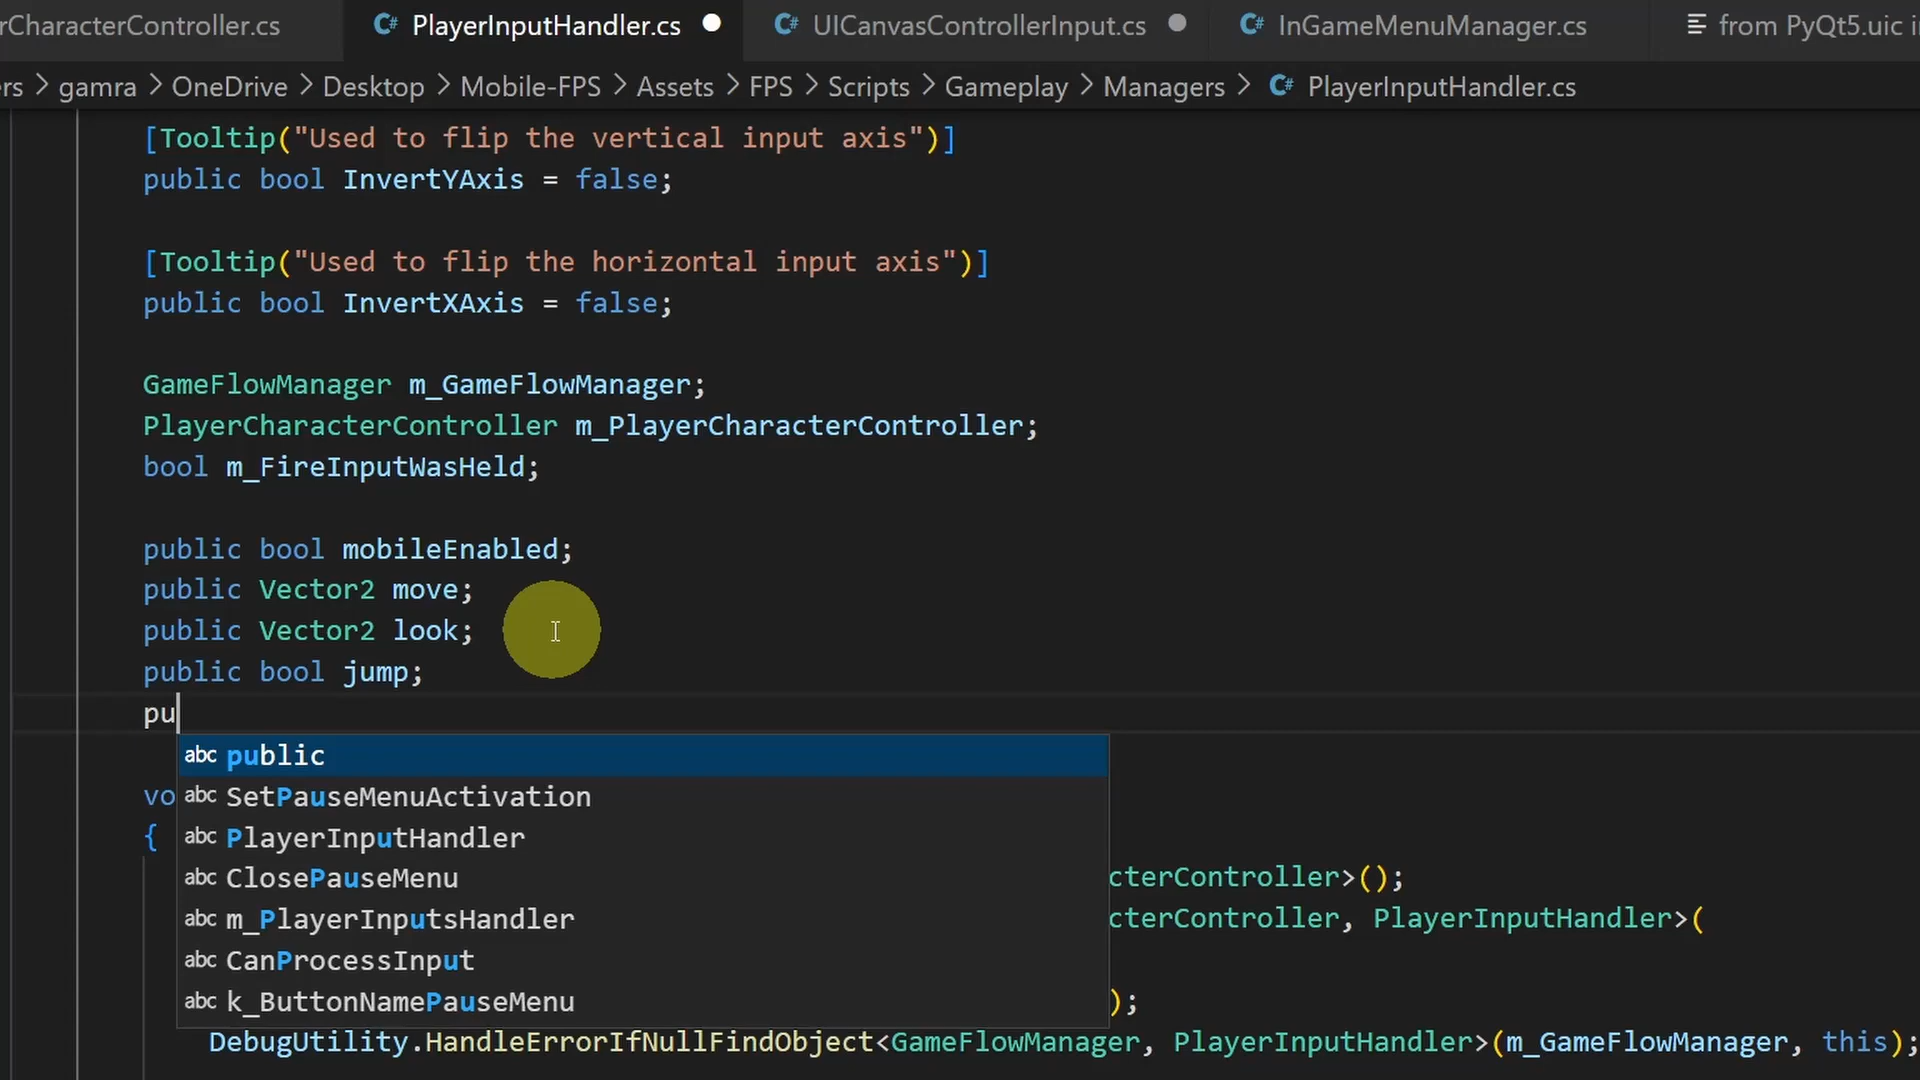 rCharacterController.cs
PlayerInputHandler.cs
UICanvasControllerInput.cs
InGameMenuManager.cs
from PyQt5.uic i
rs > gamra > OneDrive > Desktop > Mobile-FPS > Assets > FPS > Scripts > Gameplay > Managers > PlayerInputHandler.cs
[Tooltip("Used to flip the vertical input axis")]
public bool InvertYAxis = false;
[Tooltip("Used to flip the horizontal input axis")]
public bool InvertXAxis = false;
GameFlowManager m_GameFlowManager;
PlayerCharacterController m_PlayerCharacterController;
bool m_FireInputWasHeld;
public bool mobileEnabled;
public Vector2 move;
public Vector2 look;
public bool jump;
pu
abc public
vo abc SetPauseMenuActivation
{ abc PlayerInputHandler
abc ClosePauseMenu cterController>();
abc m_PlayerInputsHandler cterController, PlayerInputHandler>(
abc CanProcessInput
abc k_ButtonNamePauseMenu );
DebugUtility.HandleErrorIfNullFindObject<GameFlowManager, PlayerInputHandler>(m_GameFlowManager, this);